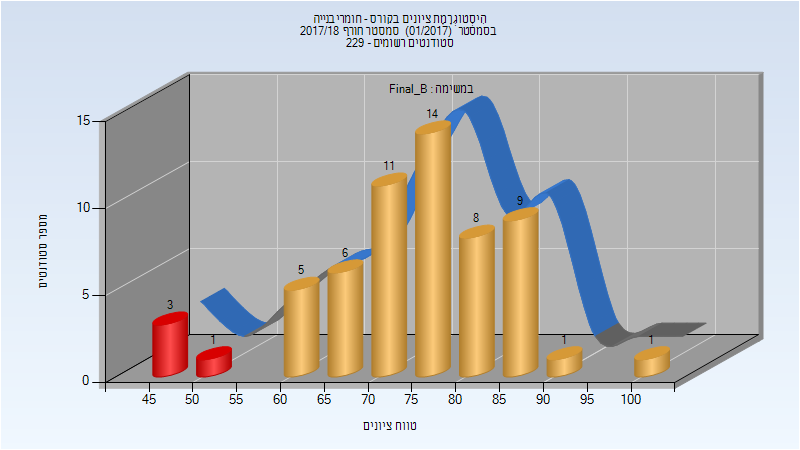 היסטוגרמת ציונים בקורס - חומרי בנייה
בסמסטר (01/2017) סמסטר חורף 2017/18
סטודנטים רשומים - 229
במשימה : Final_B
מספר סטודנטים
15
10
5
0
3
1
5
6
11
14
8
9
1
1
45 50 55 60 65 70 75 80 85 90 95 100
טווח ציונים